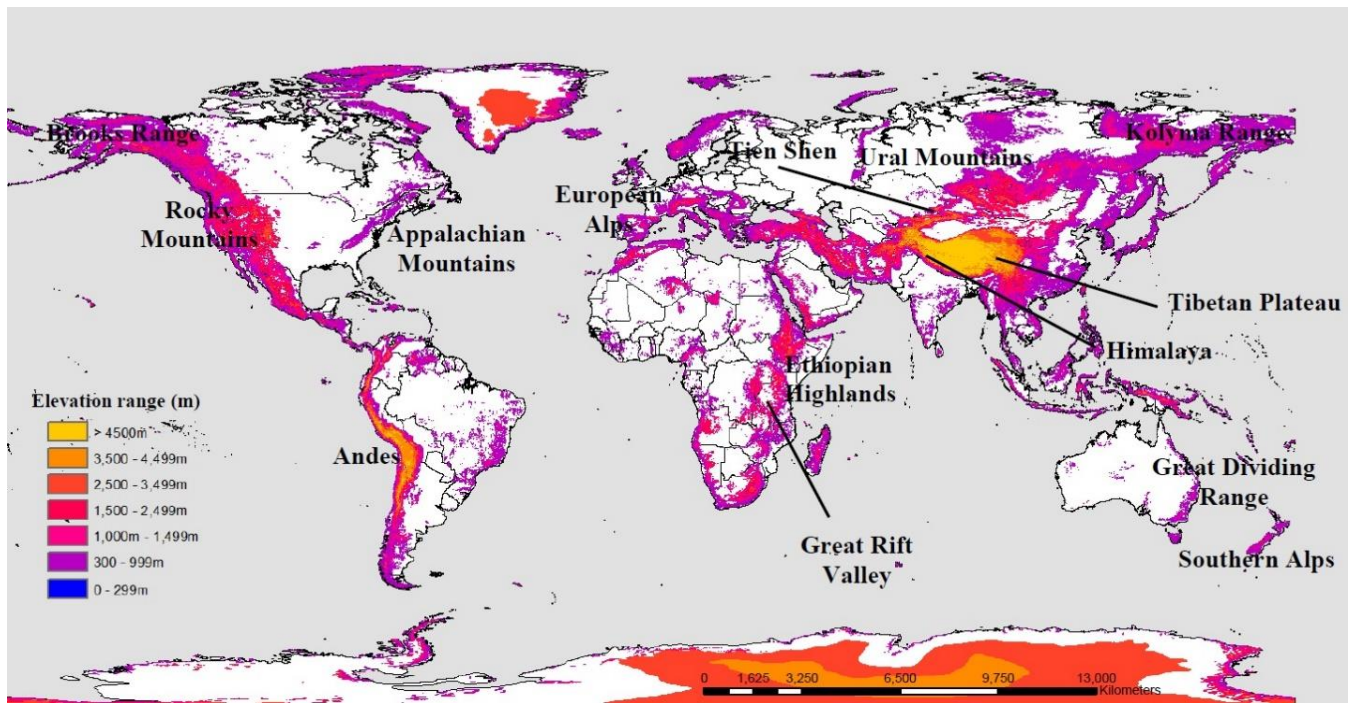 Brooks Range
Kolyma Range
Tien Shen
Ural Mountains
European
Alps
Rocky
Mountains
Appalachian
Mountains
Tibetan Plateau
Himalaya
Ethiopian
Highlands
Elevation range (m)
> 4500m
3,500 - 4,499m
2,500 - 3,499m
1,500 - 2,499m
1,000m - 1,499m
300 - 999m
0 - 299m
Andes
Great Dividing
Range
Great Rift
Valley
Southern Alps
0 1,625 3,250 6,500 9,750 13,000
Kilometers